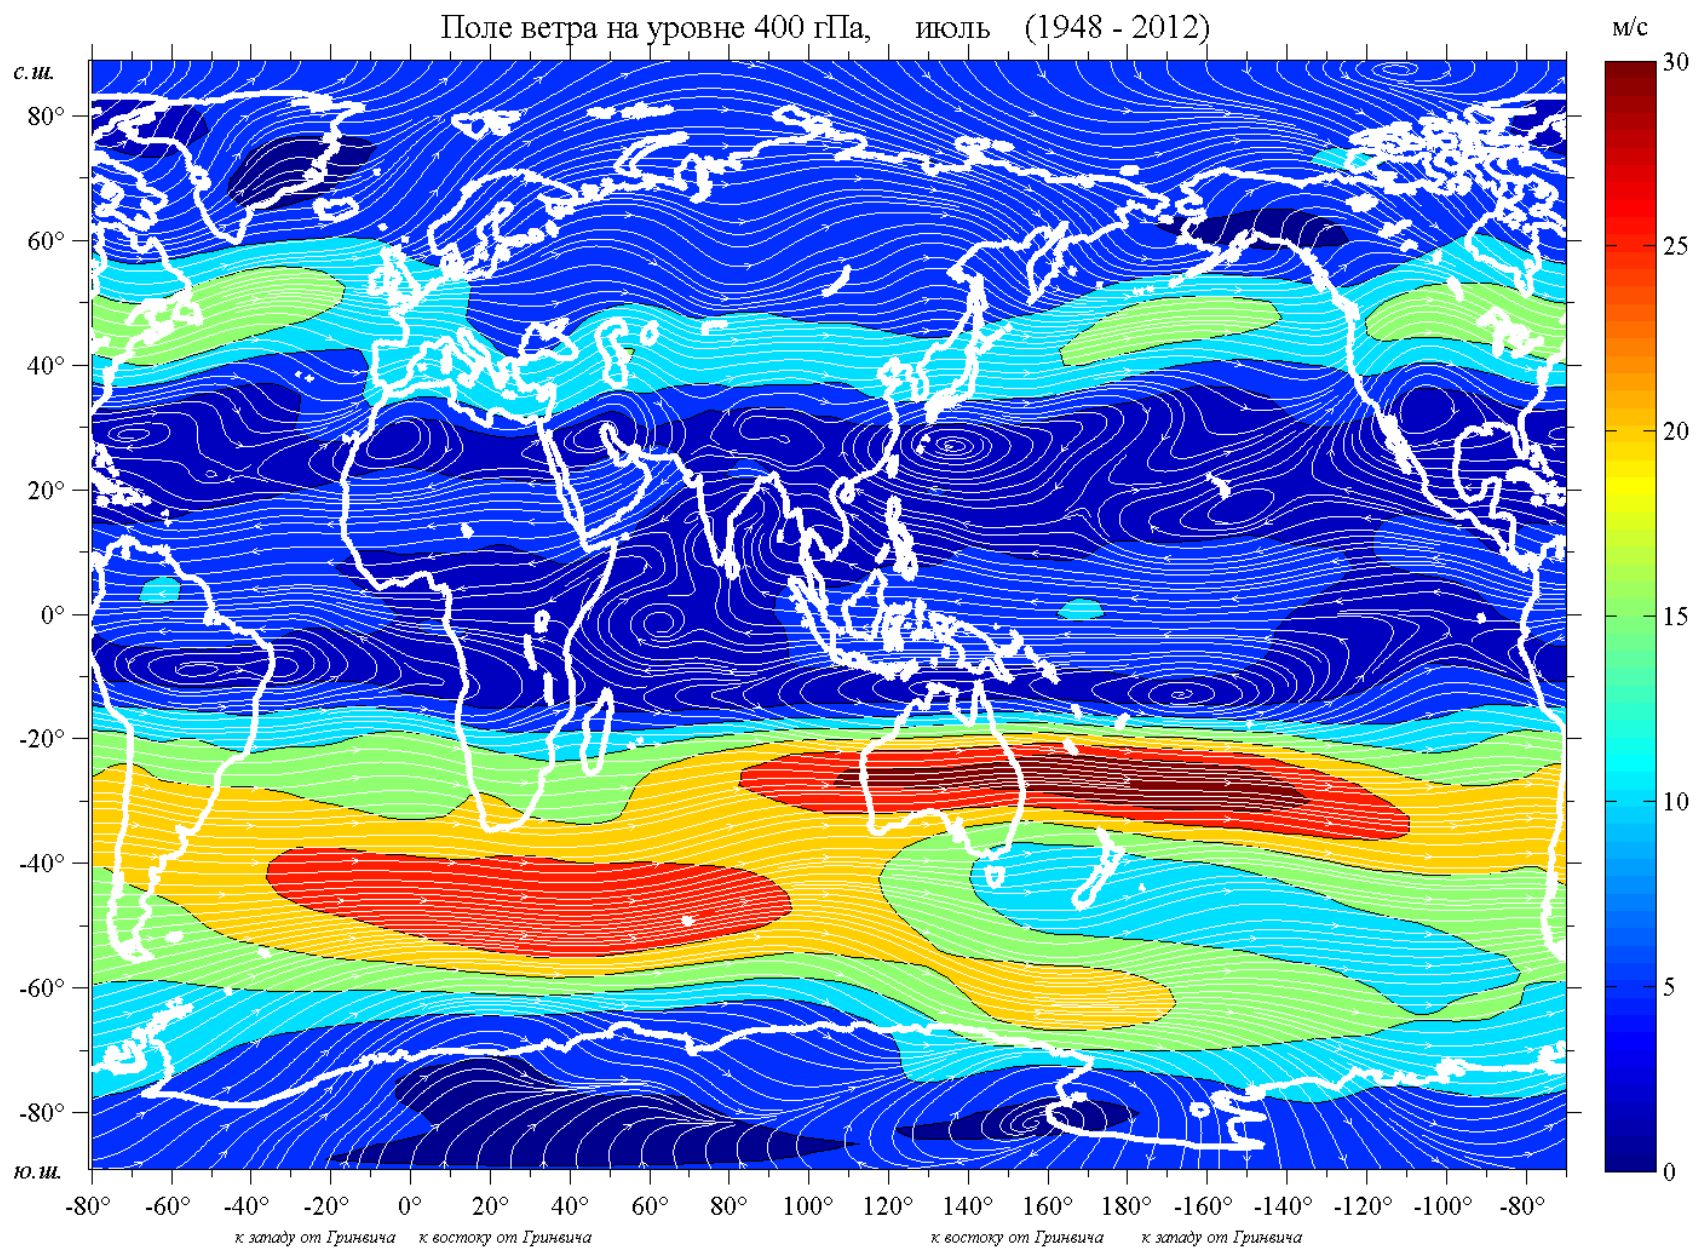 Поле ветра на уровне 400 гПа, июль (1948 - 2012)
м/с
с.ш.
80°
60°
40°
20°
0°
-20°
-40°
-60°
-80°
ю.ш.
30
25
20
15
10
5
0
-80° -60° -40° -20° 0° 20° 40° 60° 80° 100° 120° 140° 160° 180° -160° -140° -120° -100° -80°
к западу от Гринвича к востоку от Гринвича к востоку от Гринвича к западу от Гринвича